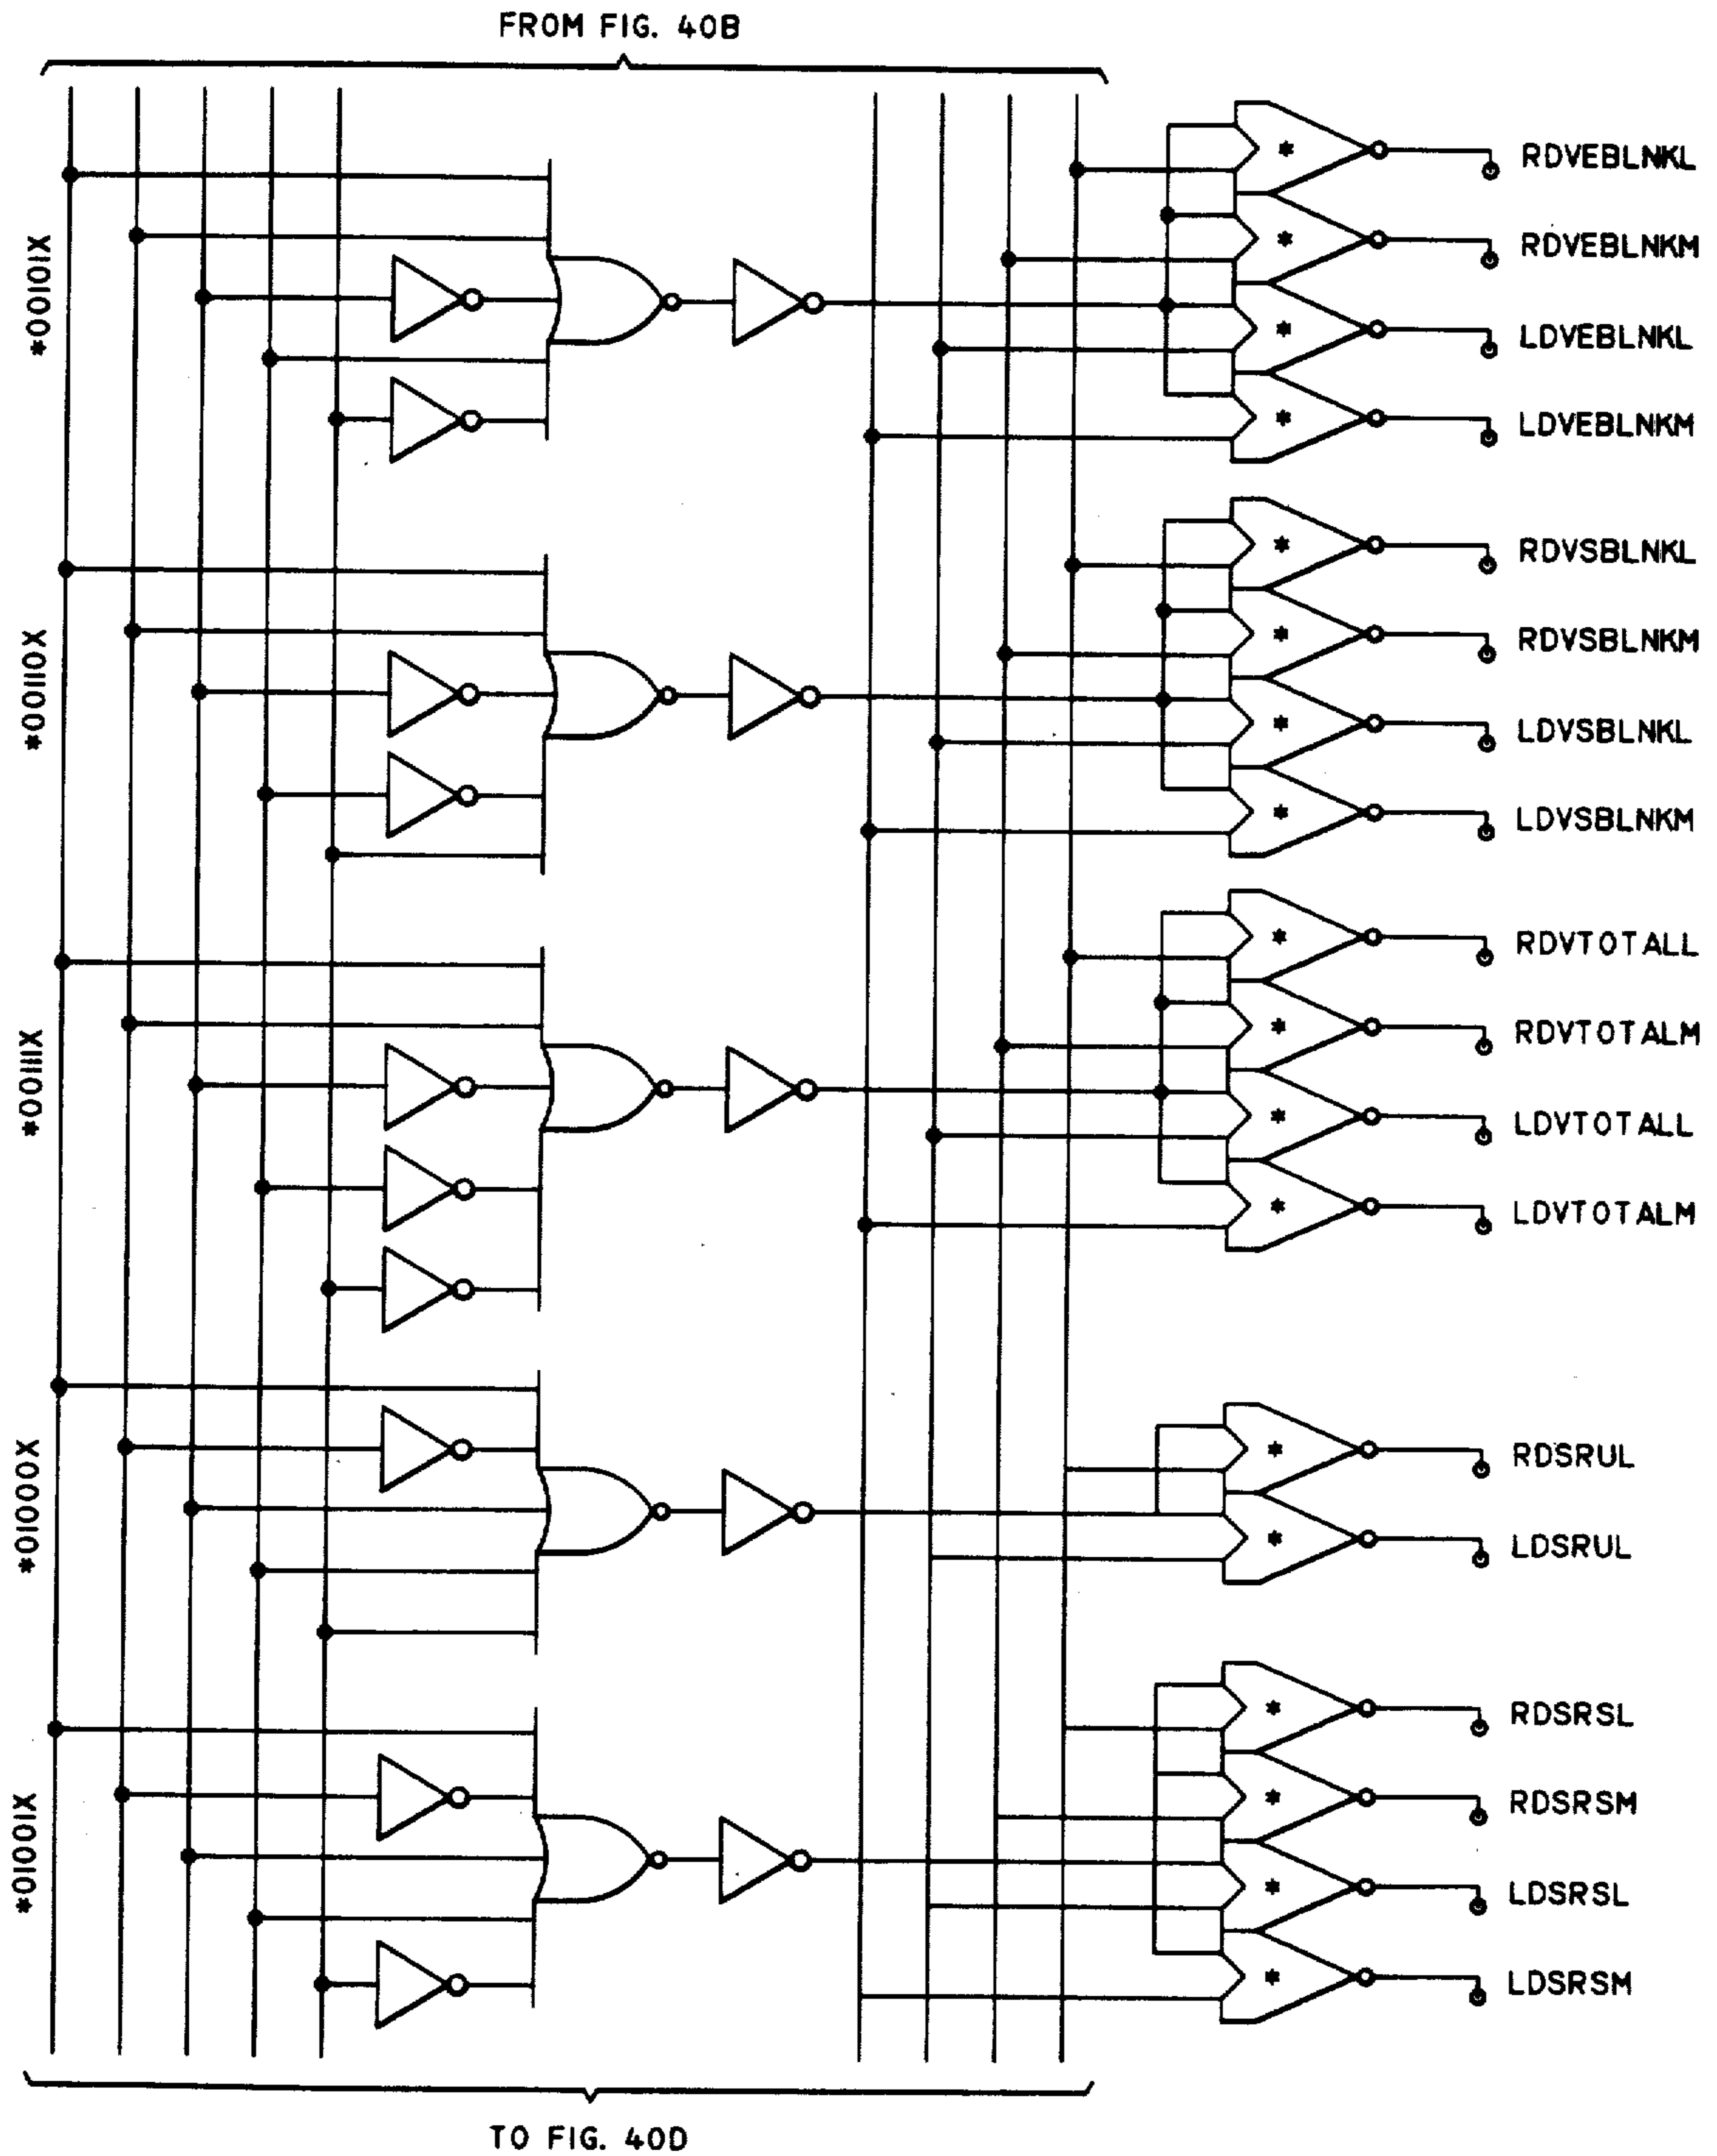 FROM FIG. 40B
*00101X
RDVEBLNKL
RDVEBLNKM
LDVEBLNKL
LDVEBLNKM
*00110X
RDVSBLNKL
RDVSBLNKM
LDVSBLNKL
LDVSBLNKM
*00111X
RDVTOTALL
RDVTOTALM
LDVTOTALL
LDVTOTALM
*01000X
RDSRUL
LDSRUL
*01001X
RDSRSL
RDSRSM
LDSRSL
LDSRSM
TO FIG. 40D